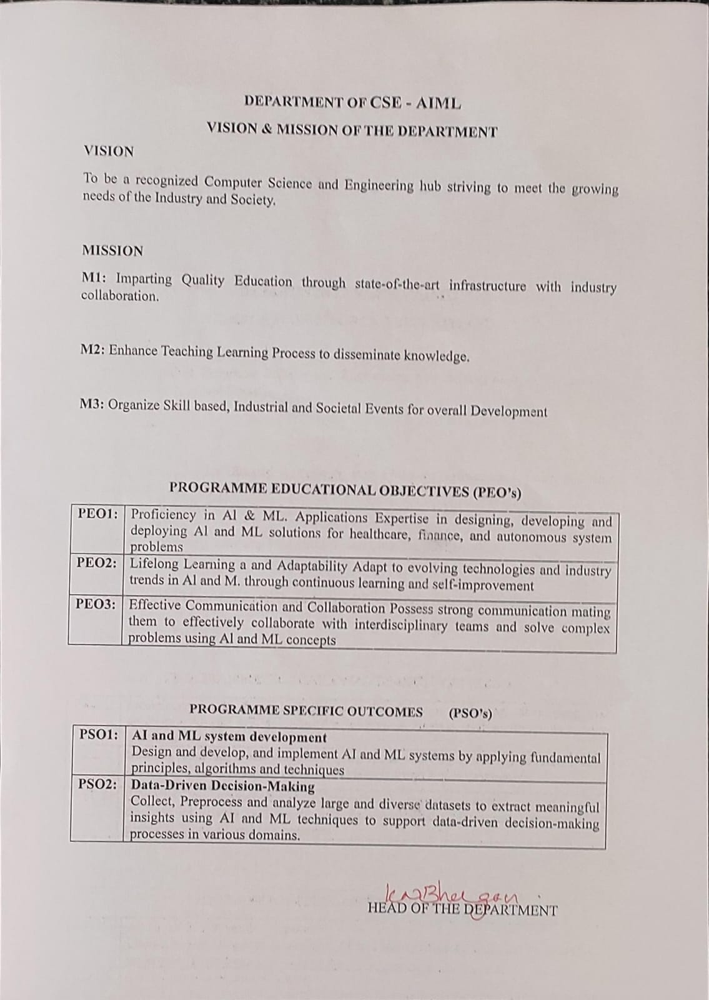 DEPARTMENT OF CSE - AIML
VISION & MISSION OF THE DEPARTMENT
VISION
To be a recognized Computer Science and Engineering hub striving to meet the growing
needs of the Industry and Society.
MISSION
M1: Imparting Quality Education through state-of-the-art infrastructure with industry
collaboration.
M2: Enhance Teaching Learning Process to disseminate knowledge.
M3: Organize Skill based, Industrial and Societal Events for overall Development
PROGRAMME EDUCATIONAL OBJECTIVES (PEO's)
PEO1: Proficiency in Al & ML. Applications Expertise in designing, developing and
deploying Al and ML solutions for healthcare, finance, and autonomous system
problems
PEO2: Lifelong Learning a and Adaptability Adapt to evolving technologies and industry
trends in Al and M. through continuous learning and self-improvement
PEO3: Effective Communication and Collaboration Possess strong communication mating
them to effectively collaborate with interdisciplinary teams and solve complex
problems using Al and ML concepts
PROGRAMME SPECIFIC OUTCOMES (PSO's)
PSO1: AI and ML system development
Design and develop, and implement AI and ML systems by applying fundamental
principles, algorithms and techniques
PSO2: Data-Driven Decision-Making
Collect, Preprocess and analyze large and diverse datasets to extract meaningful
insights using AI and ML techniques to support data-driven decision-making
processes in various domains.
HEAD OF THE DEPARTMENT